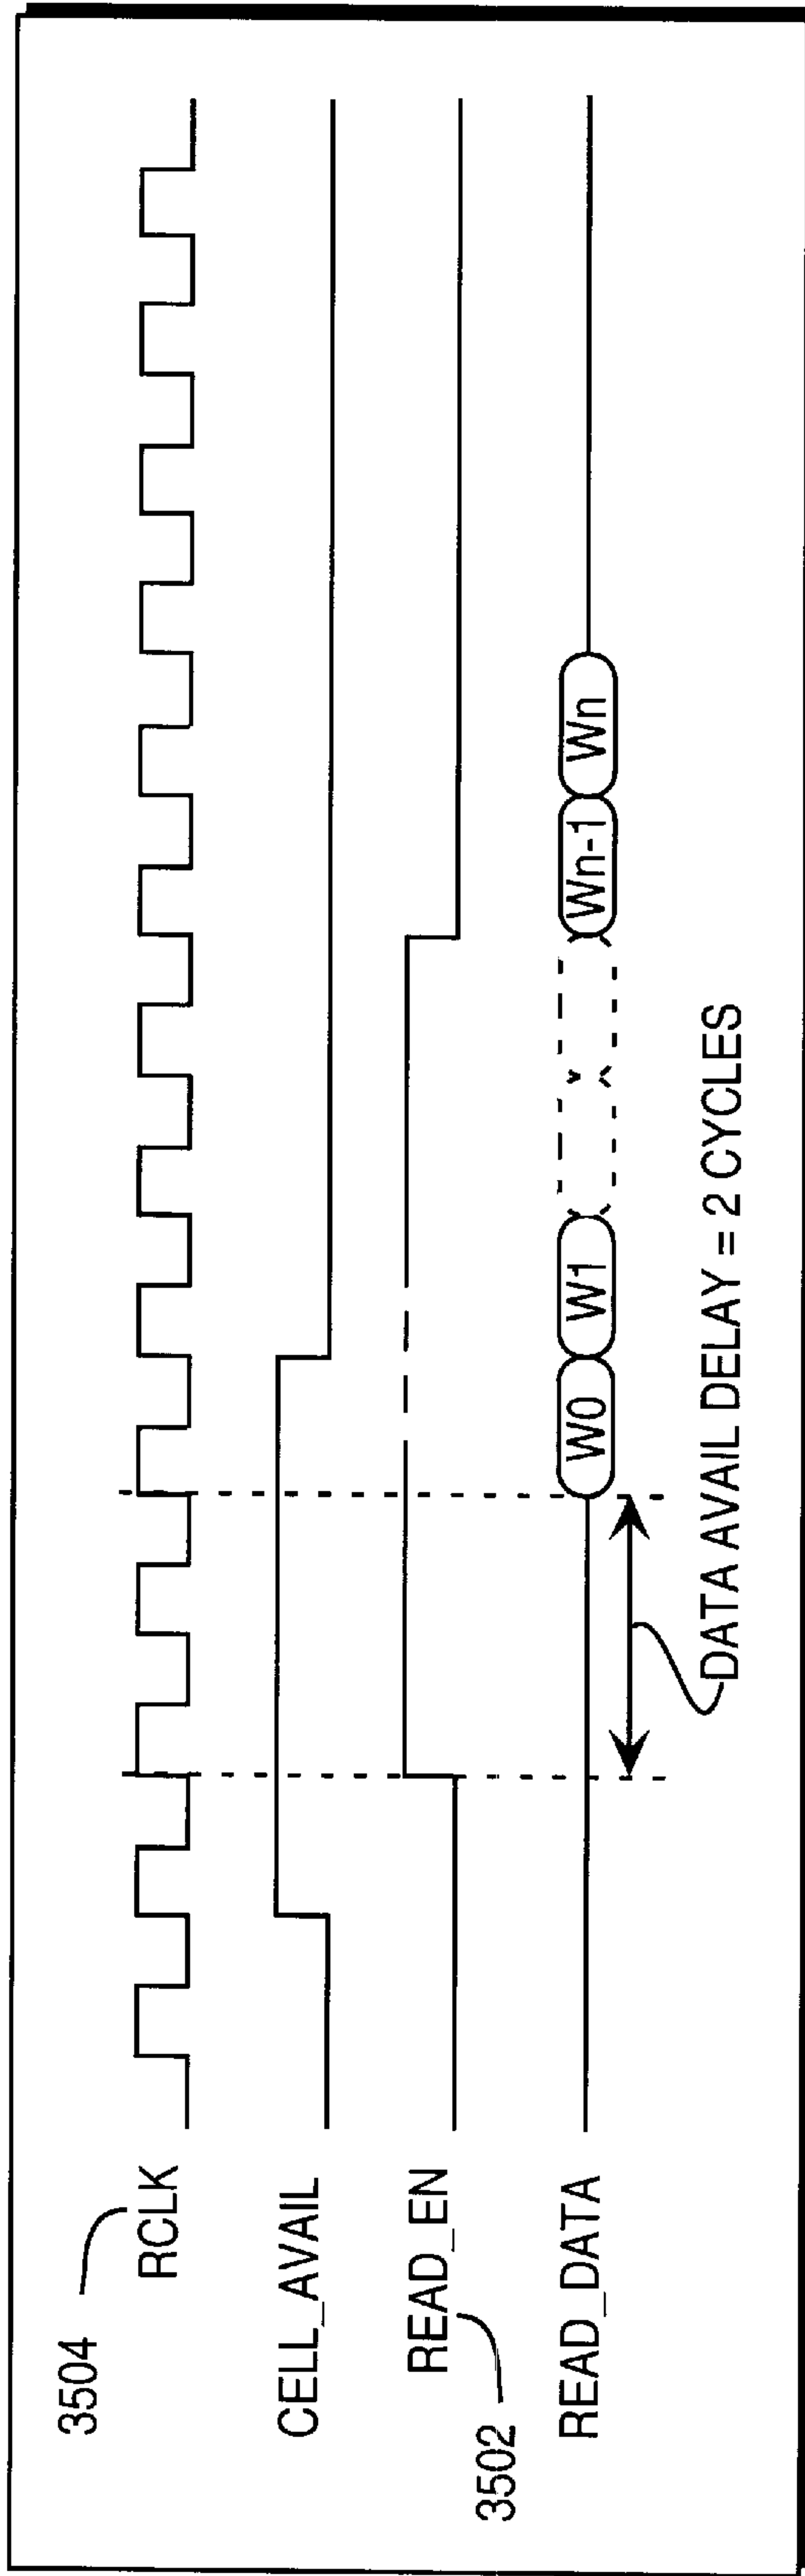 3504
RCLK
CELL_AVAIL
READ_EN
3502
READ_DATA
W0 W1 Wn-1 Wn
DATA AVAIL DELAY = 2 CYCLES